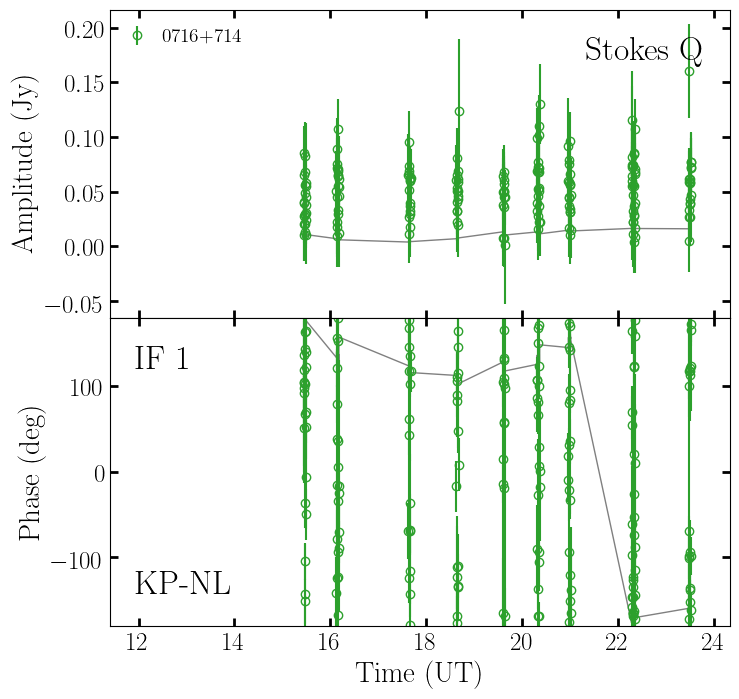 0716+714
Stokes Q
0.20
0.15
0.10
0.05
0.00
−0.05
Amplitude (Jy)
IF 1
100
0
−100
Phase (deg)
KP-NL
12 14 16 18 20 22 24
Time (UT)